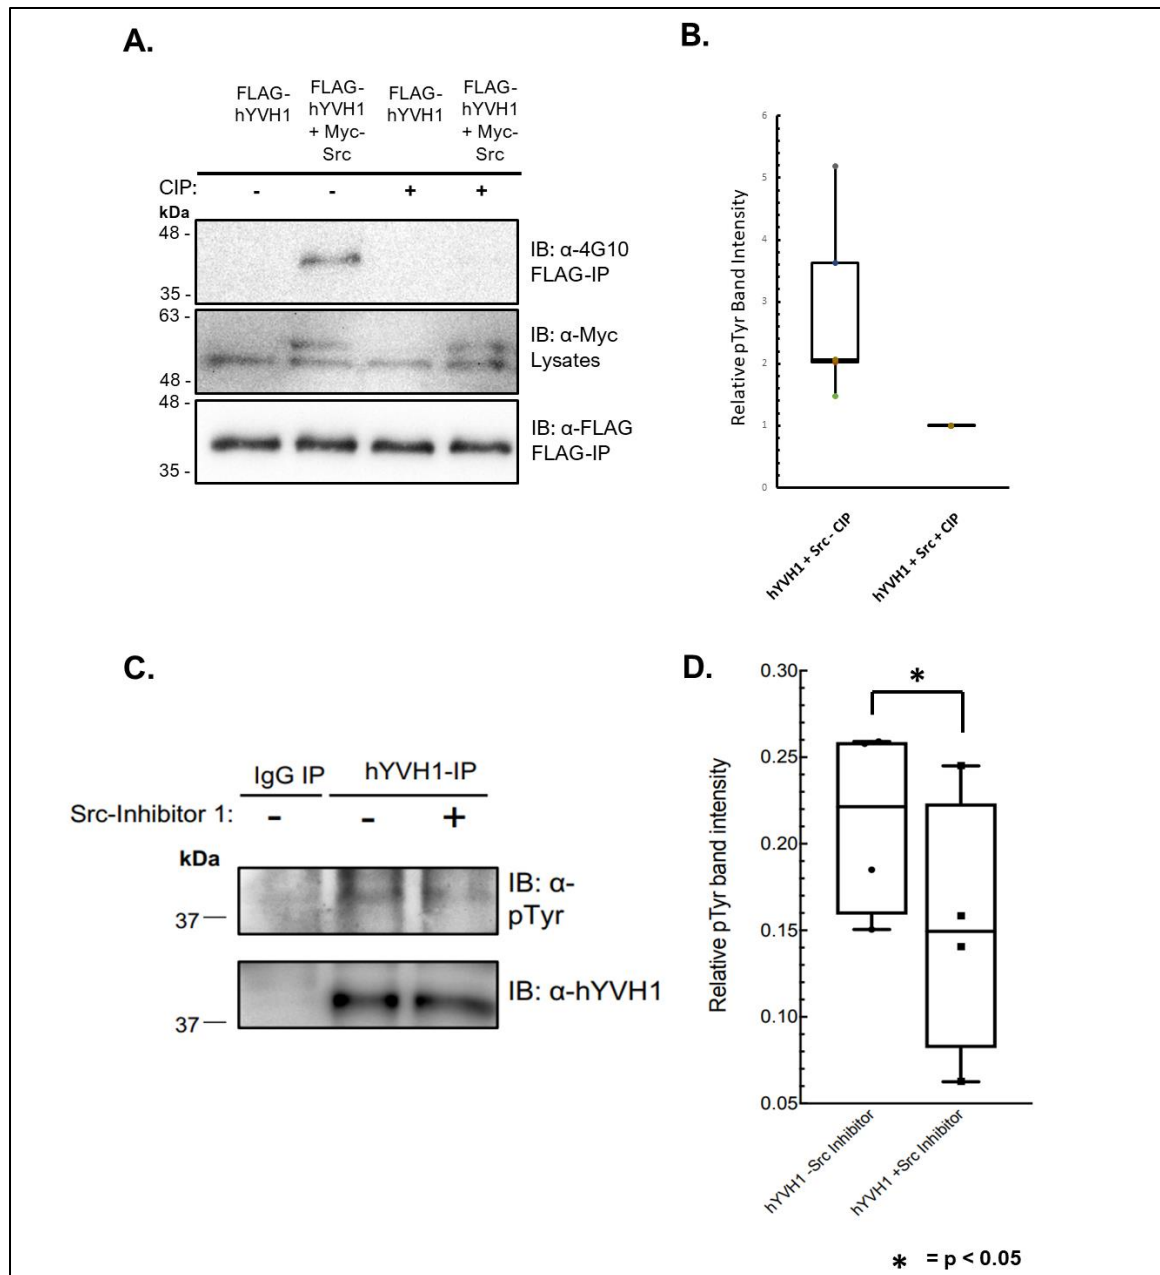 A.
FLAG-
hYVH1
FLAG-
hYVH1
+ Myc-
Src
FLAG-
hYVH1
FLAG-
hYVH1
+ Myc-
Src
CIP: - - + +
kDa
48 -
35 -
IB: α-4G10
FLAG-IP
63 -
48 -
IB: α-Myc
Lysates
48 -
35 -
IB: α-FLAG
FLAG-IP
B.
Relative pTyr Band Intensity
6
5
4
3
2
1
0
hYVH1 + Src - CIP
hYVH1 + Src + CIP
C.
IgG IP hYVH1-IP
Src-Inhibitor 1: - - +
kDa
37
IB: α-
pTyr
37
IB: α-hYVH1
D.
Relative pTyr band intensity
0.30
0.25
0.20
0.15
0.10
0.05
*
hYVH1 -Src Inhibitor
hYVH1 +Src Inhibitor
* = p < 0.05